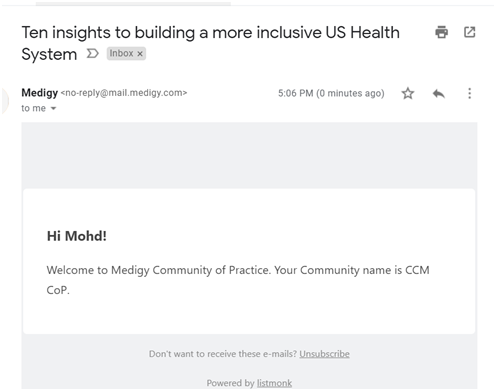 Ten insights to building a more inclusive US Health
System Inbox ×
Medigy <no-reply@mail.medigy.com> 5:06 PM (0 minutes ago)
to me
Hi Mohd!
Welcome to Medigy Community of Practice. Your Community name is CCM
CoP.
Don't want to receive these e-mails? Unsubscribe
Powered by listmonk